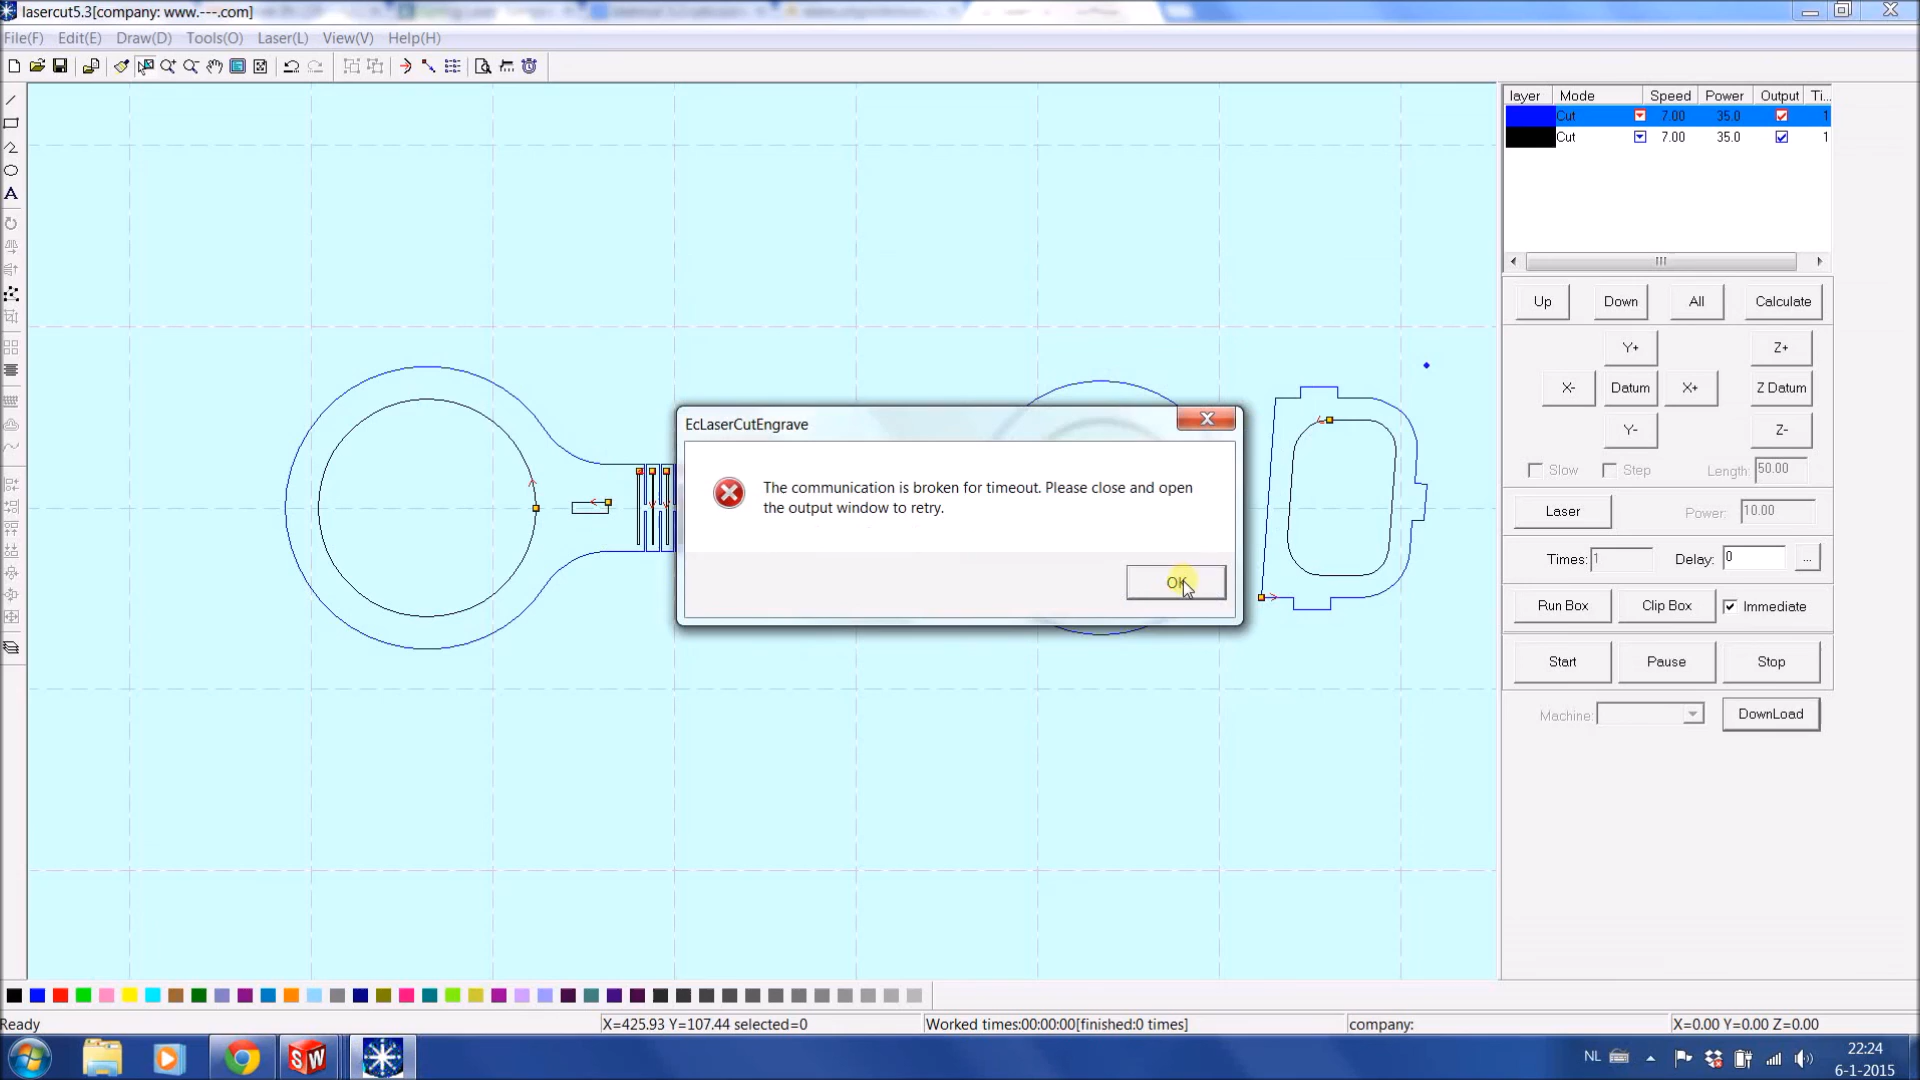 lasercut5.3[company: www.---.com]
File(F) Edit(E) Draw(D) Tools(O) Laser(L) View(V) Help(H)
layer Mode Speed Power Output Ti...
Cut 7.00 35.0 1
Cut 7.00 35.0 1
Up Down All Calculate
Y+ Z+
X- Datum X+ Z Datum
Y- Z-
Slow Step Length: 50.00
Laser Power: 10.00
Times: 1 Delay: 0 ...
Run Box Clip Box Immediate
Start Pause Stop
Machine: DownLoad
EcLaserCutEngrave
The communication is broken for timeout. Please close and open
the output window to retry.
OK
Ready X=425.93 Y=107.44 selected=0 Worked times:00:00:00[finished:0 times] company: X=0.00 Y=0.00 Z=0.00
SW NL 22:24
6-1-2015